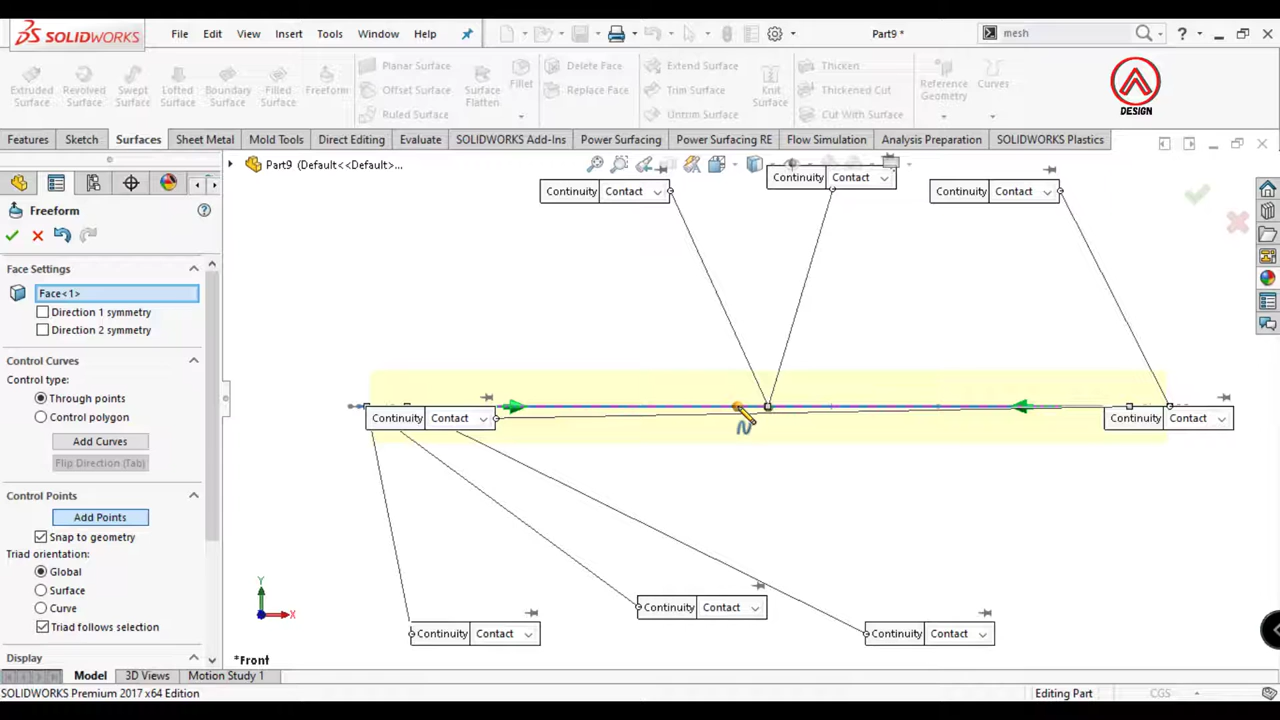 SOLIDWORKS File Edit View Insert Tools Window Help Part9 * mesh ?
Extruded Surface Revolved Surface Swept Surface Lofted Surface Boundary Surface Filled Surface Freeform
Planar Surface
Offset Surface
Ruled Surface
Surface Flatten Fillet
Delete Face
Replace Face
Extend Surface
Trim Surface
Untrim Surface
Knit Surface
Thicken
Thickened Cut
Cut With Surface
Reference Geometry Curves
DESIGN
Features Sketch Surfaces Sheet Metal Mold Tools Direct Editing Evaluate SOLIDWORKS Add-Ins Power Surfacing Power Surfacing RE Flow Simulation Analysis Preparation SOLIDWORKS Plastics
Part9 (Default<<Default>...
Continuity Contact
Continuity Contact
Continuity Contact
Freeform
Face Settings
Face<1>
Direction 1 symmetry
Direction 2 symmetry
Control Curves
Control type:
Through points
Control polygon
Add Curves
Flip Direction (Tab)
Control Points
Add Points
Snap to geometry
Triad orientation:
Global
Surface
Curve
Triad follows selection
Display
Continuity Contact
Continuity Contact
Continuity Contact
Continuity Contact
Continuity Contact
Y
X
*Front
Model 3D Views Motion Study 1
SOLIDWORKS Premium 2017 x64 Edition Editing Part CGS